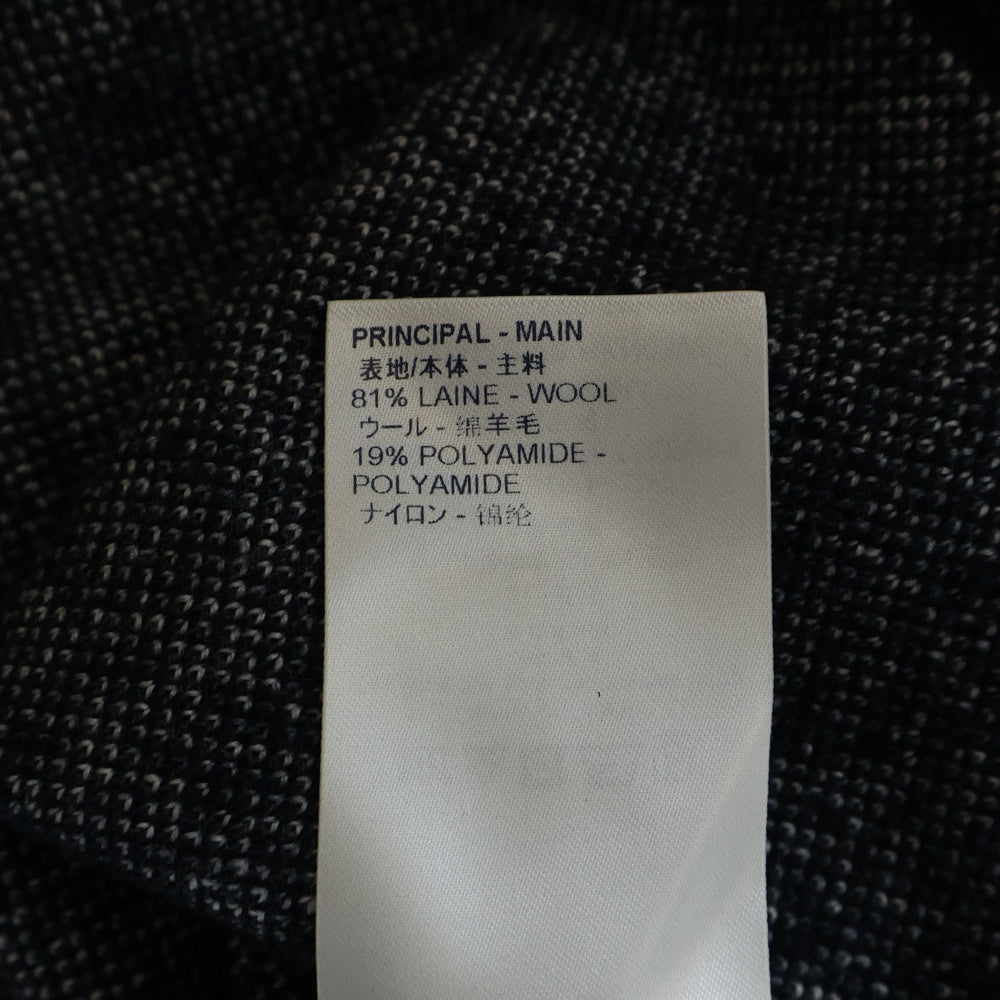 PRINCIPAL - MAIN
表地/本体 - 主料
81% LAINE - WOOL
ウール - 绵羊毛
19% POLYAMIDE -
POLYAMIDE
ナイロン - 锦纶